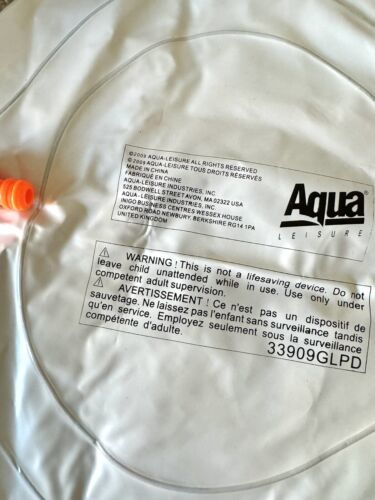 ©2009 AQUA-LEISURE ALL RIGHTS RESERVED
©2009 AQUA-LEISURE TOUS DROITS RESERVÉS
MADE IN CHINA
FABRIQUÉ EN CHINE
AQUA-LEISURE INDUSTRIES, INC
525 BODWELL STREET AVON, MA.02322 USA
AQUA-LEISURE INDUSTRIES, INC.
INIGO BUSINESS CENTRES WESSEX HOUSE
OXFORD ROAD NEWBURY, BERKSHIRE RG14 1PA
UNITED KINGDOM
Aqua
LEISURE
WARNING! This is not a lifesaving device. Do not
leave child unattended while in use. Use only under
competent adult supervision.
AVERTISSEMENT! Ce n'est pas un dispositif de
sauvetage. Ne laissez pas l'enfant sans surveillance tandis
qu'en service. Employez seulement sous la surveillance
compétente d'adulte.
33909GLPD